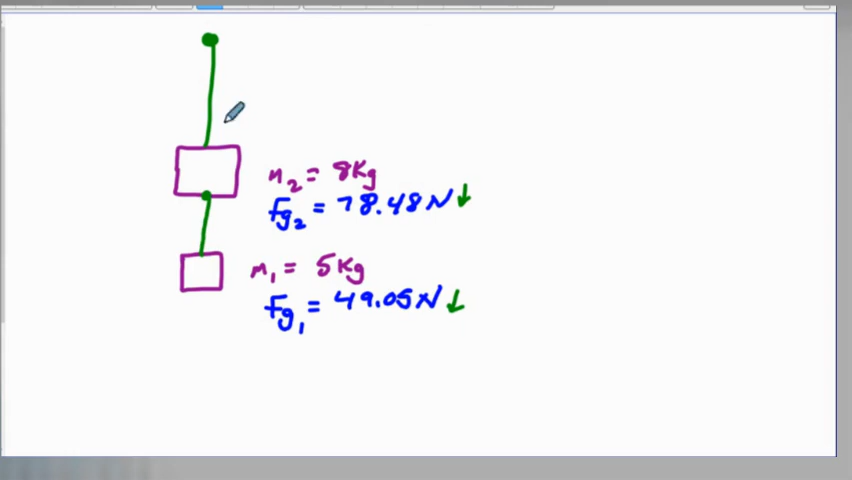 m₂ = 8Kg
Fg₂ = 78.48N↓
m₁ = 5Kg
Fg₁ = 49.05N↓